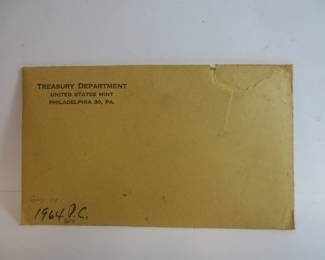 TREASURY DEPARTMENT
UNITED STATES MINT
PHILADELPHIA 30, PA.
1964 P.C.